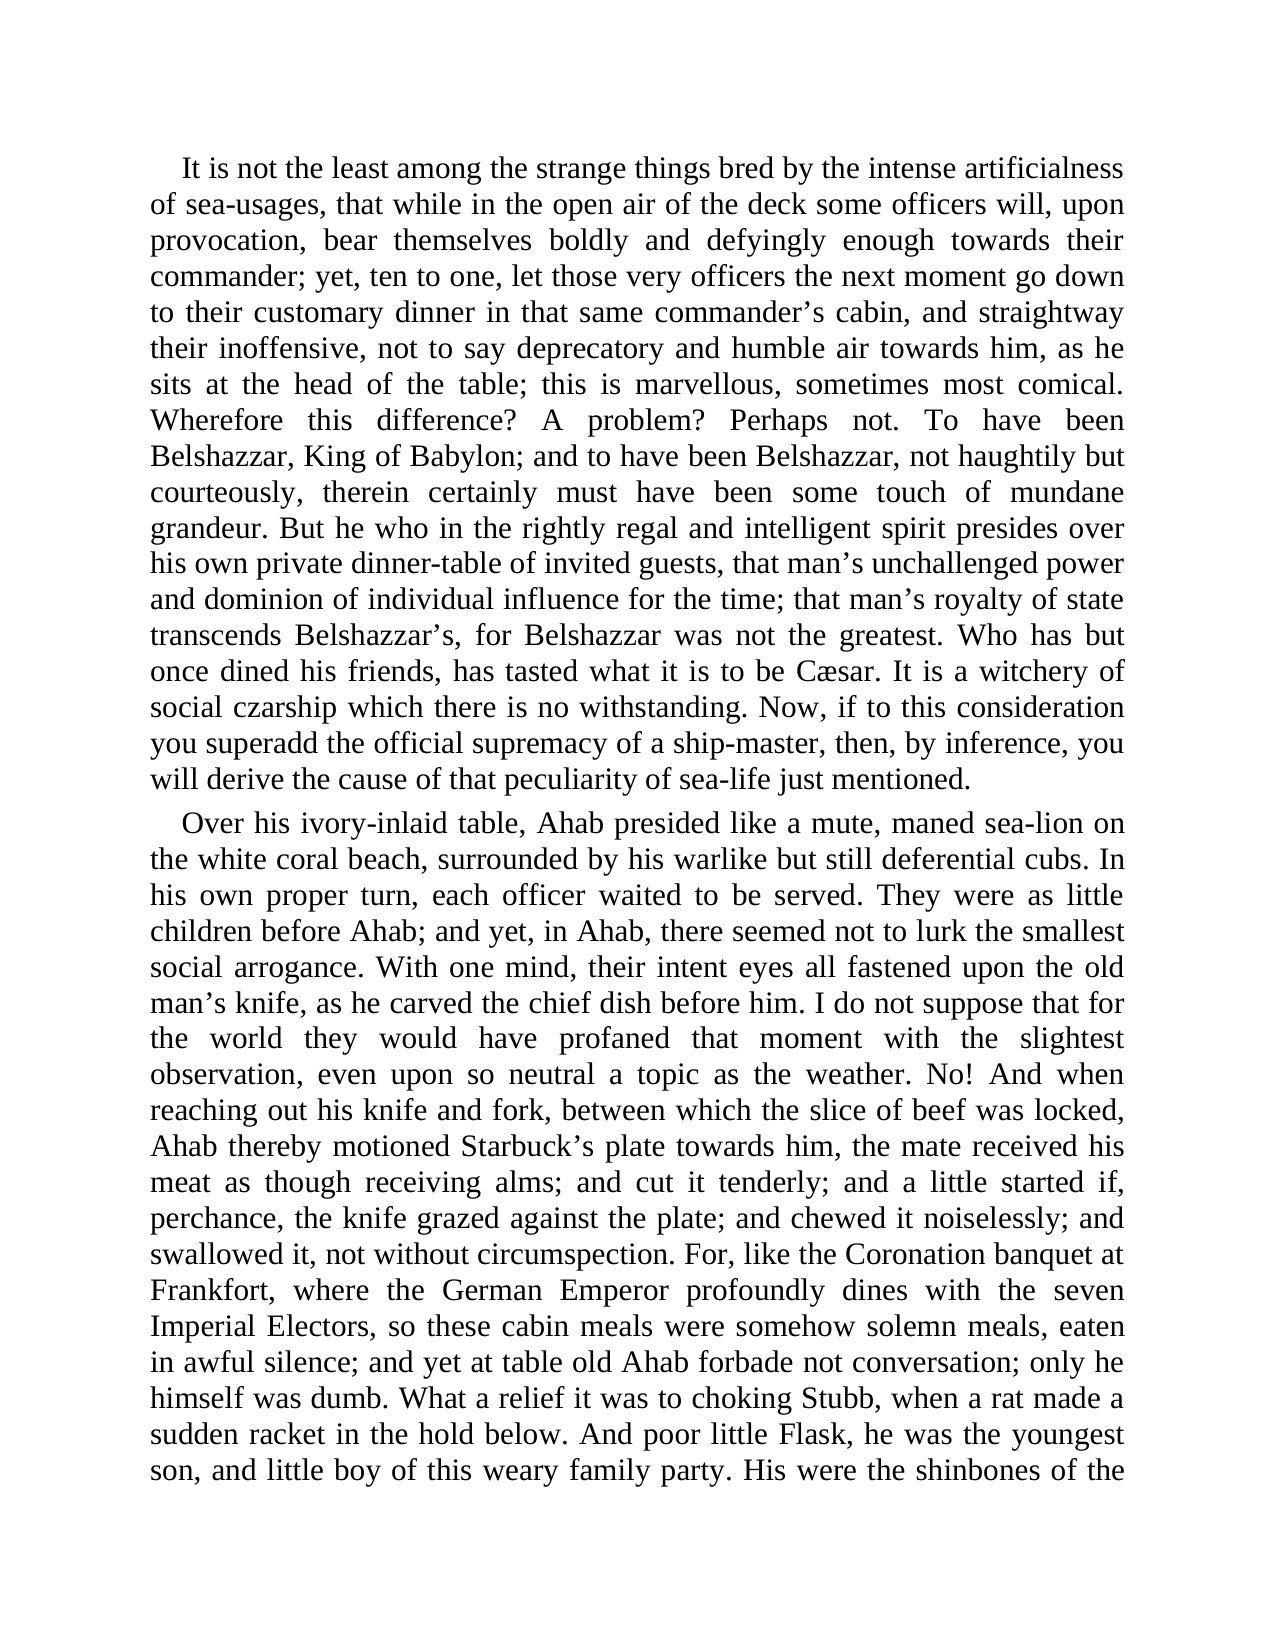 It is not the least among the strange things bred by the intense artificialness
of sea-usages, that while in the open air of the deck some officers will, upon
provocation, bear themselves boldly and defyingly enough towards their
commander; yet, ten to one, let those very officers the next moment go down
to their customary dinner in that same commander’s cabin, and straightway
their inoffensive, not to say deprecatory and humble air towards him, as he
sits at the head of the table; this is marvellous, sometimes most comical.
Wherefore this difference? A problem? Perhaps not. To have been
Belshazzar, King of Babylon; and to have been Belshazzar, not haughtily but
courteously, therein certainly must have been some touch of mundane
grandeur. But he who in the rightly regal and intelligent spirit presides over
his own private dinner-table of invited guests, that man’s unchallenged power
and dominion of individual influence for the time; that man’s royalty of state
transcends Belshazzar’s, for Belshazzar was not the greatest. Who has but
once dined his friends, has tasted what it is to be Cæsar. It is a witchery of
social czarship which there is no withstanding. Now, if to this consideration
you superadd the official supremacy of a ship-master, then, by inference, you
will derive the cause of that peculiarity of sea-life just mentioned.
Over his ivory-inlaid table, Ahab presided like a mute, maned sea-lion on
the white coral beach, surrounded by his warlike but still deferential cubs. In
his own proper turn, each officer waited to be served. They were as little
children before Ahab; and yet, in Ahab, there seemed not to lurk the smallest
social arrogance. With one mind, their intent eyes all fastened upon the old
man’s knife, as he carved the chief dish before him. I do not suppose that for
the world they would have profaned that moment with the slightest
observation, even upon so neutral a topic as the weather. No! And when
reaching out his knife and fork, between which the slice of beef was locked,
Ahab thereby motioned Starbuck’s plate towards him, the mate received his
meat as though receiving alms; and cut it tenderly; and a little started if,
perchance, the knife grazed against the plate; and chewed it noiselessly; and
swallowed it, not without circumspection. For, like the Coronation banquet at
Frankfort, where the German Emperor profoundly dines with the seven
Imperial Electors, so these cabin meals were somehow solemn meals, eaten
in awful silence; and yet at table old Ahab forbade not conversation; only he
himself was dumb. What a relief it was to choking Stubb, when a rat made a
sudden racket in the hold below. And poor little Flask, he was the youngest
son, and little boy of this weary family party. His were the shinbones of the